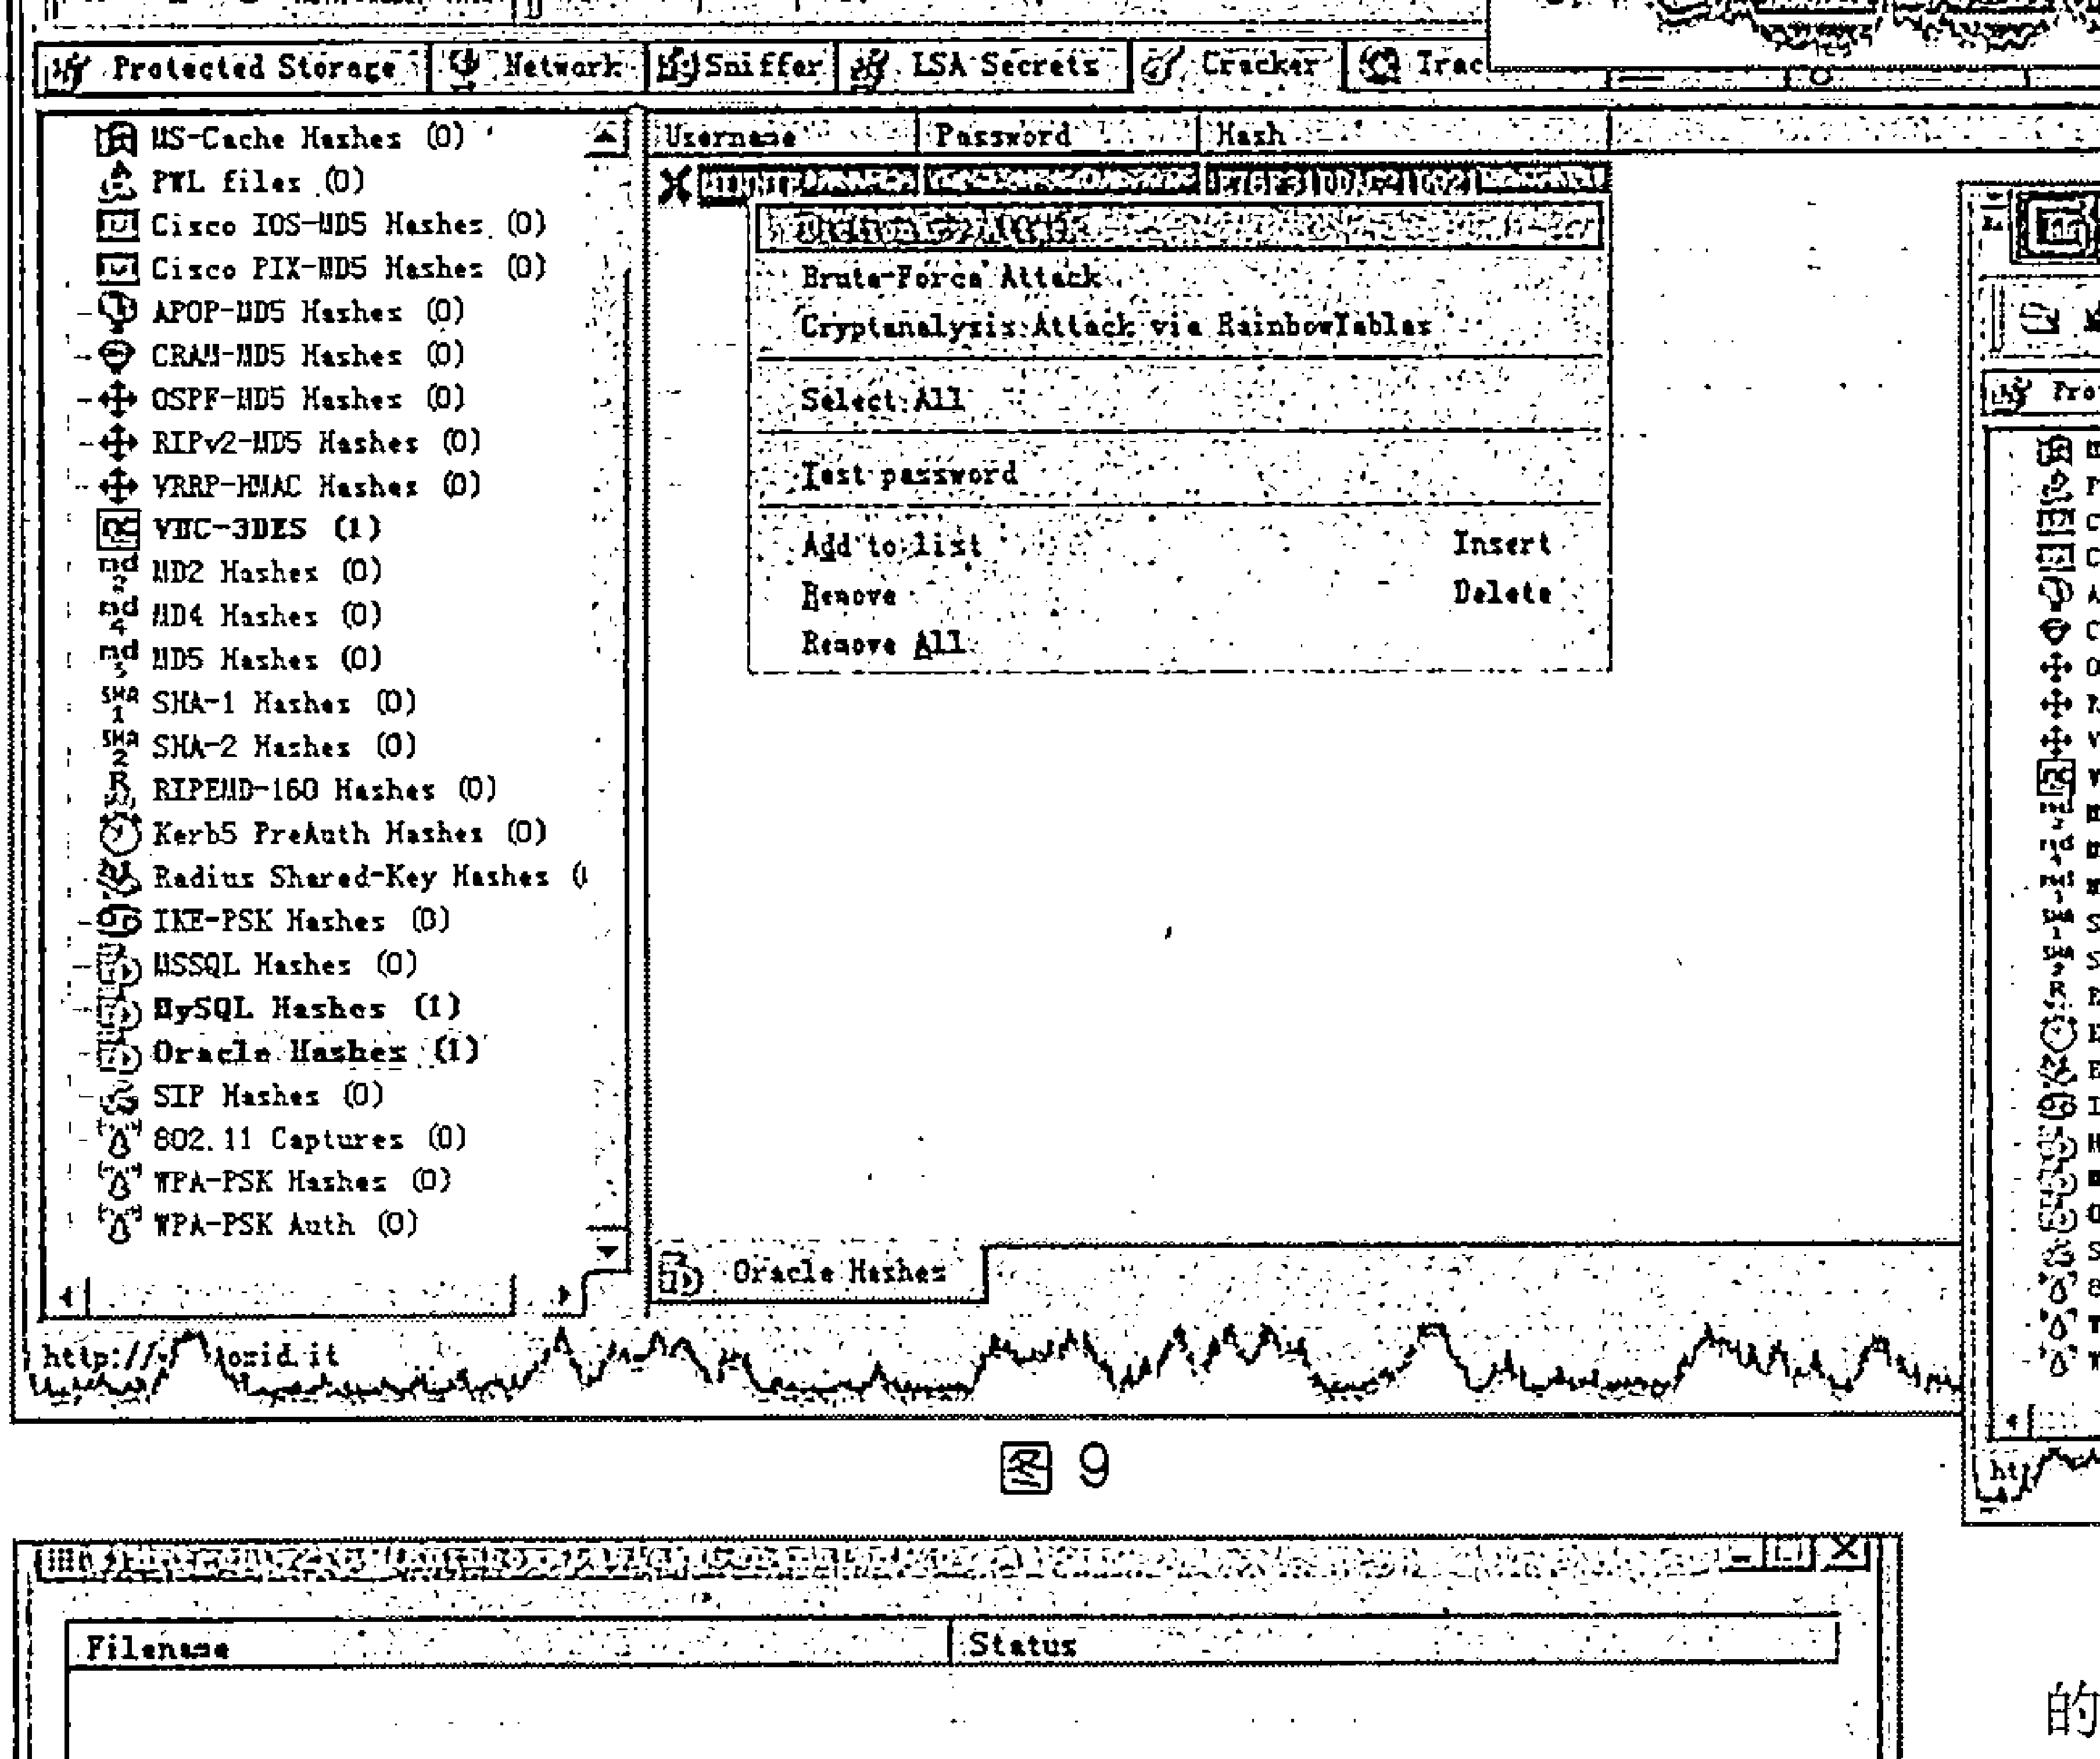 Protected Storage Network Sniffer LSA Secrets Cracker Trac
MS-Cache Hashes (0)
PWL files (0)
Cisco IOS-MD5 Hashes (0)
Cisco PIX-MD5 Hashes (0)
APOP-MD5 Hashes (0)
CRAM-MD5 Hashes (0)
OSPF-MD5 Hashes (0)
RIPv2-MD5 Hashes (0)
VRRP-HMAC Hashes (0)
VNC-3DES (1)
MD2 Hashes (0)
MD4 Hashes (0)
MD5 Hashes (0)
SHA-1 Hashes (0)
SHA-2 Hashes (0)
RIPEMD-160 Hashes (0)
Kerb5 PreAuth Hashes (0)
Radius Shared-Key Hashes (
IKE-PSK Hashes (0)
MSSQL Hashes (0)
MySQL Hashes (1)
Oracle Hashes (1)
SIP Hashes (0)
802.11 Captures (0)
WPA-PSK Hashes (0)
WPA-PSK Auth (0)
Username Password Hash
Dictionary Attack
Brute-Force Attack
Cryptanalysis Attack via RainbowTables
Select All
Test password
Add to list Insert
Remove Delete
Remove All
Oracle Hashes
http:// oxid.it
图 9
Filename Status
Pro
的